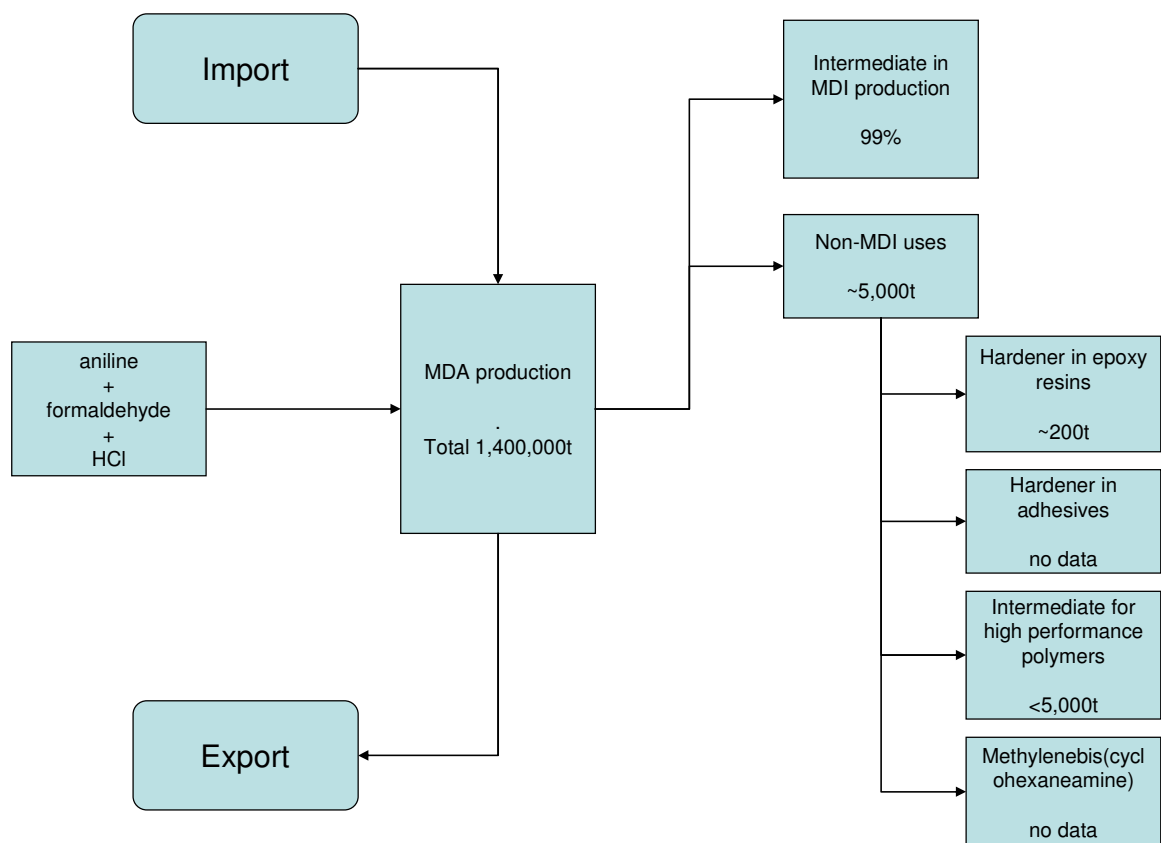 Import
Intermediate in
MDI production
99%
Non-MDI uses
~5,000t
aniline
+
formaldehyde
+
HCl
MDA production
.
Total 1,400,000t
Hardener in epoxy
resins
~200t
Hardener in
adhesives
no data
Intermediate for
high performance
polymers
<5,000t
Export
Methylenebis(cycl
ohexaneamine)
no data